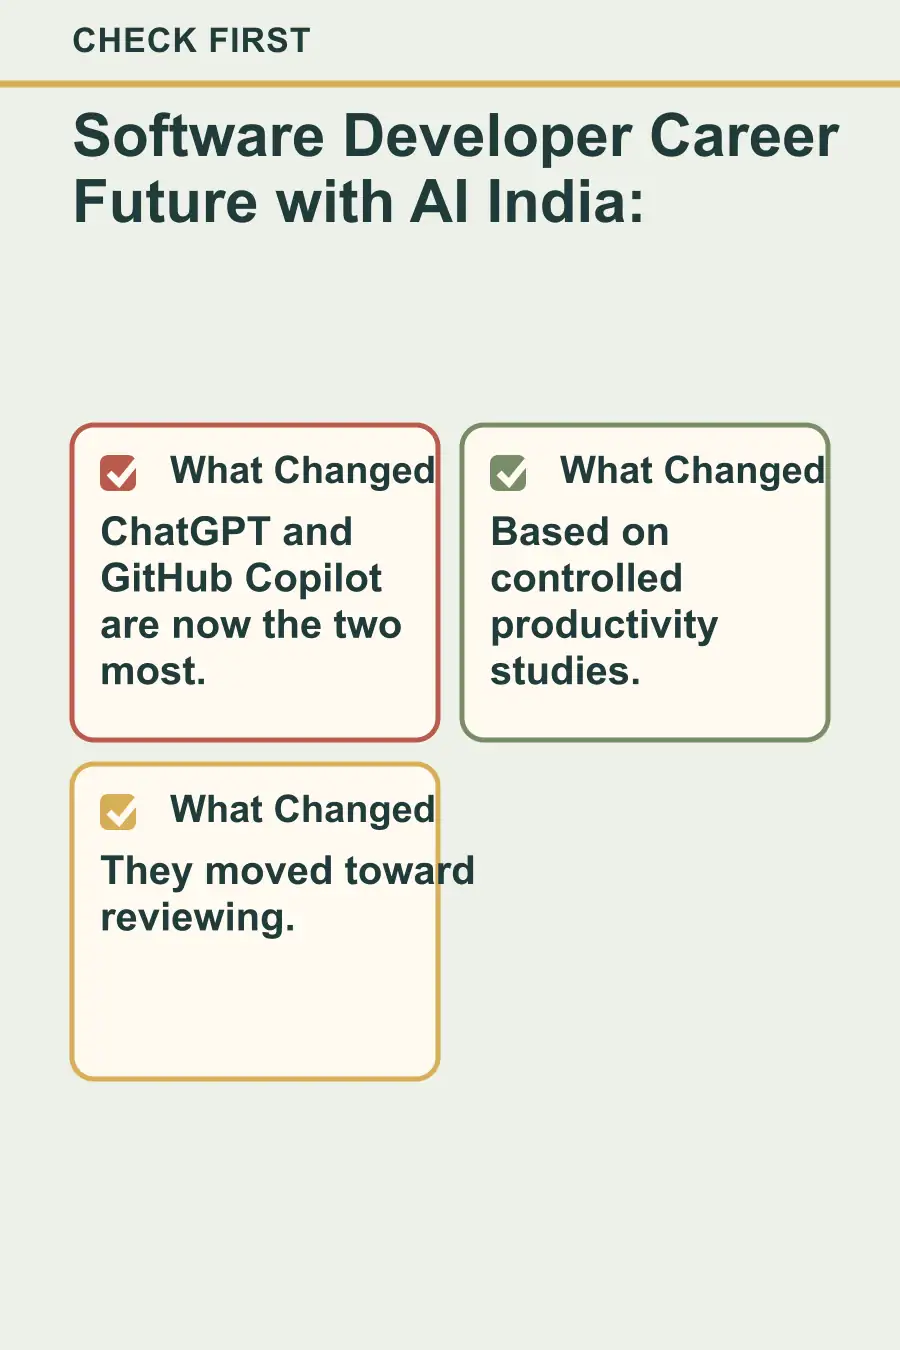 CHECK FIRST
Software Developer Career
Future with AI India:
What Changed
ChatGPT and
GitHub Copilot
are now the two
most.
What Changed
Based on
controlled
productivity
studies.
What Changed
They moved toward
reviewing.